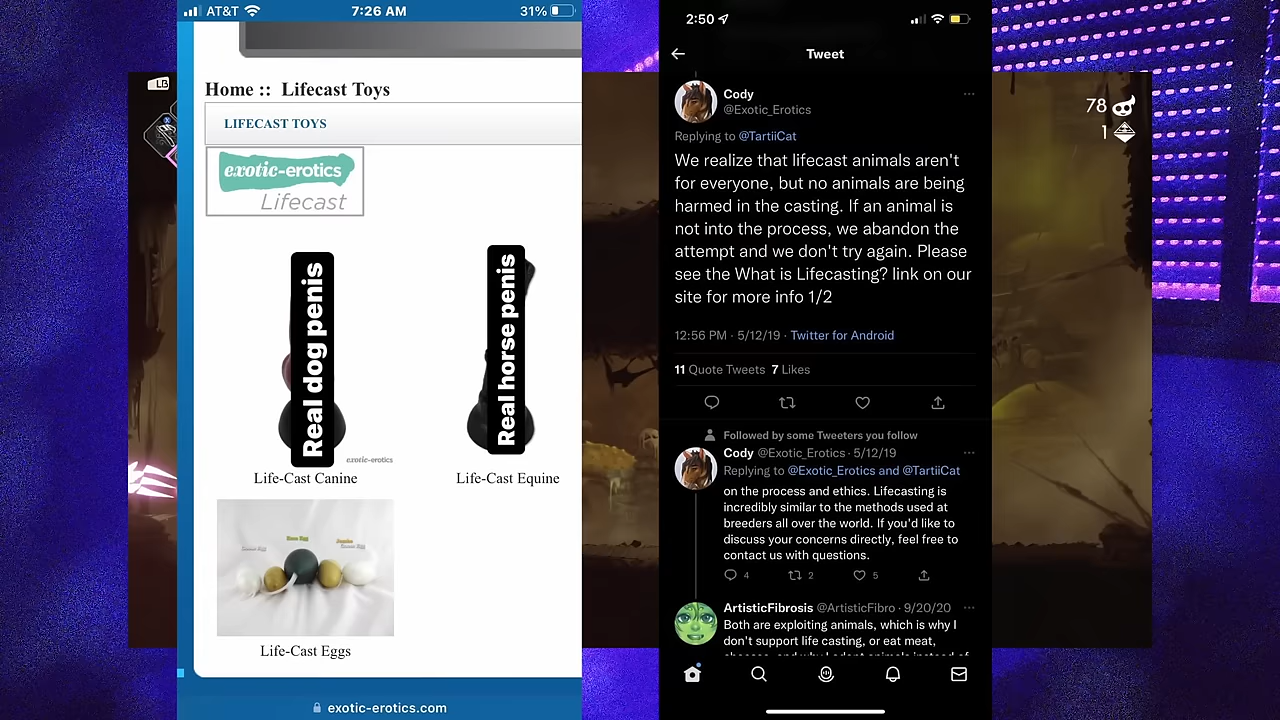 AT&T
7:26 AM
31%
Home :: Lifecast Toys
LIFECAST TOYS
exotic-erotics
Lifecast
Real dog penis
Real horse penis
exotic-erotics
Life-Cast Canine
Life-Cast Equine
Life-Cast Eggs
exotic-erotics.com
2:50
Tweet
Cody
@Exotic_Erotics
Replying to @TartiiCat
We realize that lifecast animals aren't
for everyone, but no animals are being
harmed in the casting. If an animal is
not into the process, we abandon the
attempt and we don't try again. Please
see the What is Lifecasting? link on our
site for more info 1/2
12:56 PM · 5/12/19 · Twitter for Android
11 Quote Tweets 7 Likes
Followed by some Tweeters you follow
Cody @Exotic_Erotics · 5/12/19
Replying to @Exotic_Erotics and @TartiiCat
on the process and ethics. Lifecasting is
incredibly similar to the methods used at
breeders all over the world. If you'd like to
discuss your concerns directly, feel free to
contact us with questions.
4 2 5
ArtisticFibrosis @ArtisticFibro · 9/20/20
Both are exploiting animals, which is why I
don't support life casting, or eat meat,
LB
78
1